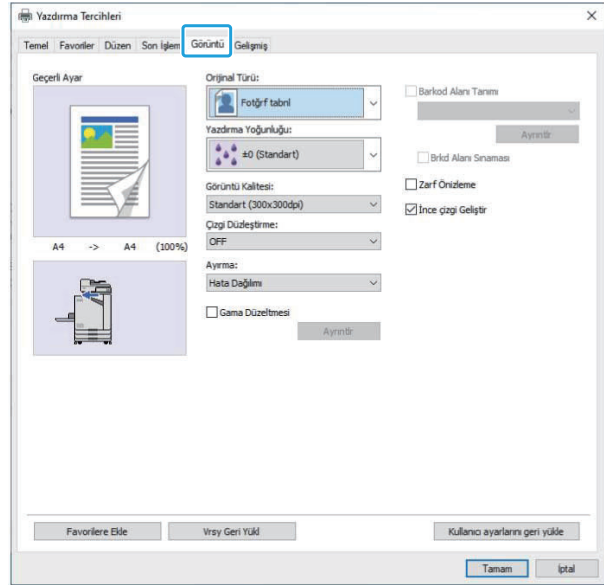 Yazdırma Tercihleri
Temel Favoriler Düzen Son İşlem Görüntü Gelişmiş
Geçerli Ayar
A4 -> A4 (100%)
Orijinal Türü:
Fotğrf tabnl
Yazdırma Yoğunluğu:
±0 (Standart)
Görüntü Kalitesi:
Standart (300x300dpi)
Çizgi Düzleştirme:
OFF
Ayırma:
Hata Dağılımı
Gama Düzeltmesi
Ayrıntlr
Barkod Alanı Tanımı
Ayrıntlr
Brkd Alanı Sınaması
Zarf Önizleme
İnce çizgi Geliştir
Favorilere Ekle Vrsy Geri Yükl Kullanıcı ayarlarını geri yükle
Tamam İptal